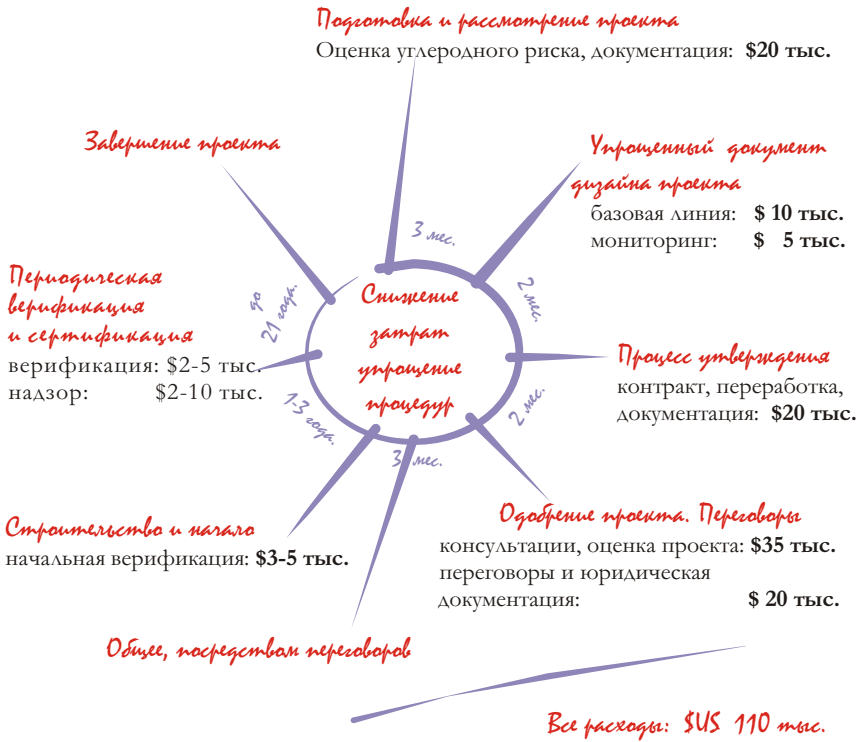 Подготовка и рассмотрение проекта
Оценка углеродного риска, документация: $20 тыс.
Завершение проекта
Упрощенный документ
дизайна проекта
базовая линия: $ 10 тыс.
мониторинг: $ 5 тыс.
3 мес.
2 мес.
до
21 года.
Снижение
затрат
упрощение
процедур
Периодическая
верификация
и сертификация
верификация: $2-5 тыс.
надзор: $2-10 тыс.
Процесс утверждения
контракт, переработка,
документация: $20 тыс.
2 мес.
1-3 года.
3 мес.
Одобрение проекта. Переговоры
консультации, оценка проекта: $35 тыс.
переговоры и юридическая
документация: $ 20 тыс.
Строительство и начало
начальная верификация: $3-5 тыс.
Общее, посредством переговоров
Все расходы: $US 110 тыс.